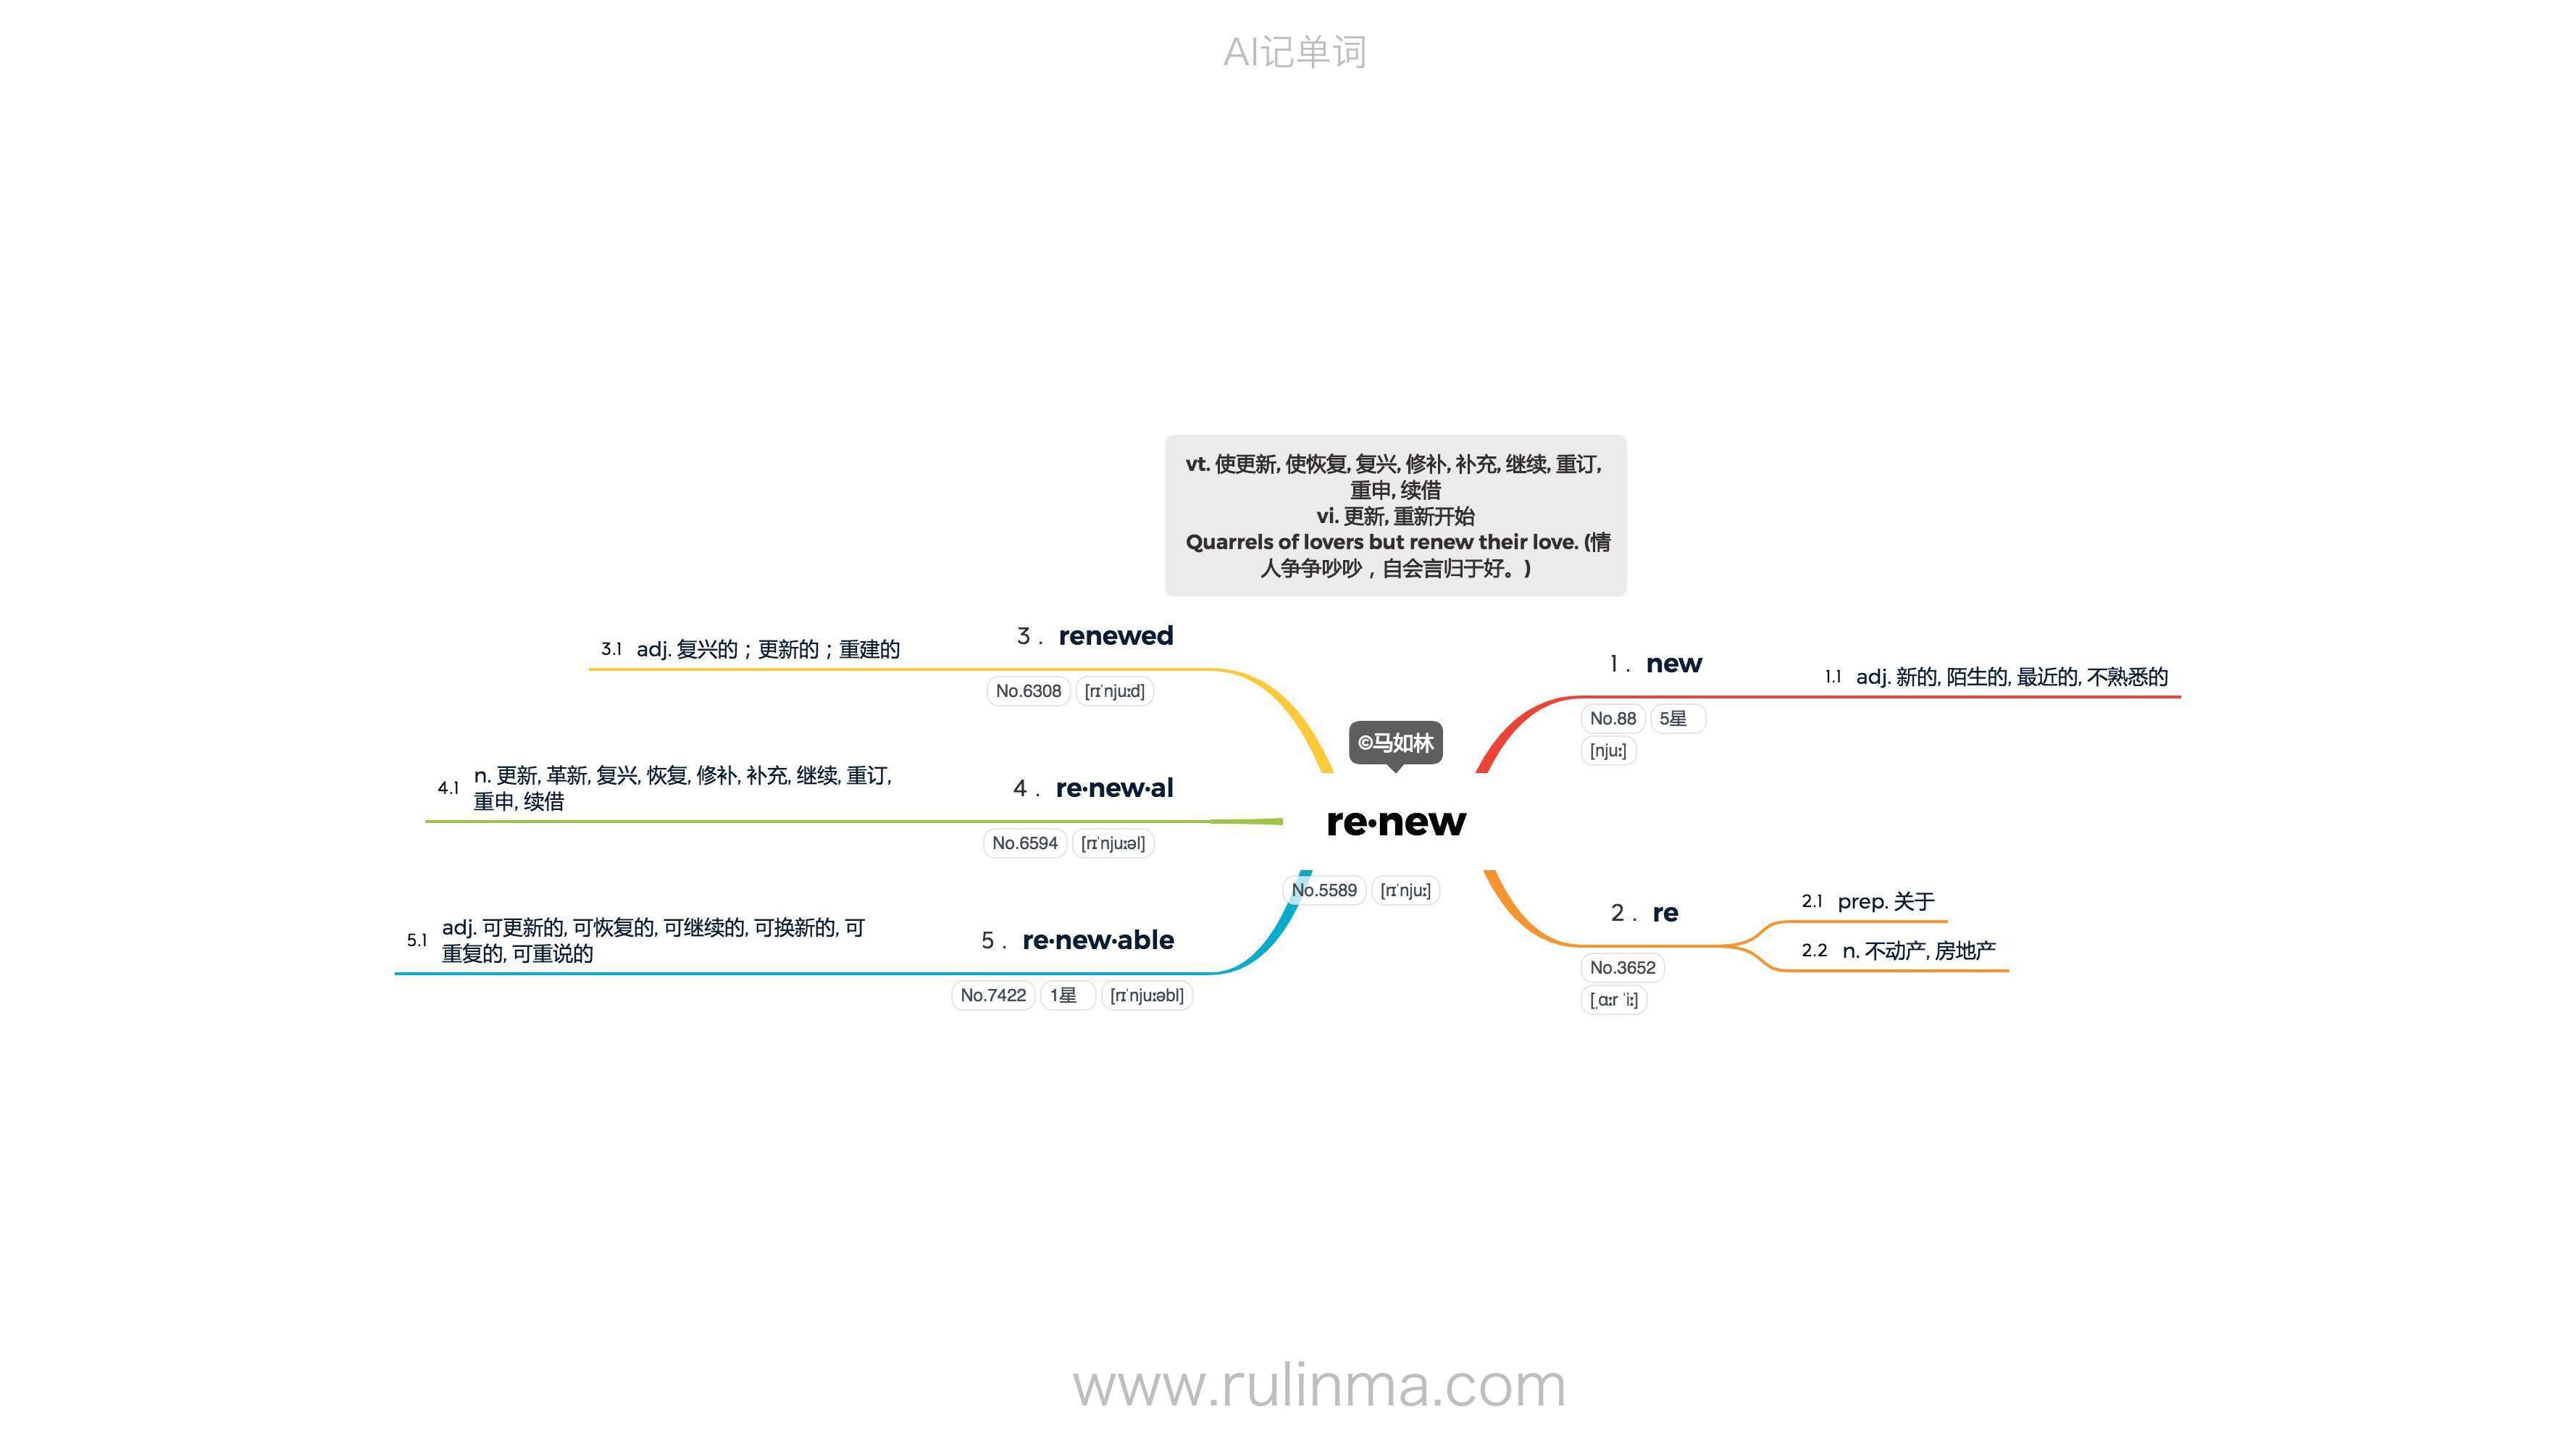 AI记单词
vt. 使更新, 使恢复, 复兴, 修补, 补充, 继续, 重订,
重申, 续借
vi. 更新, 重新开始
Quarrels of lovers but renew their love. (情
人争争吵吵，自会言归于好。)
©马如林
re·new
No.5589 [rɪˈnjuː]
1. new
No.88 5星
[njuː]
1.1 adj. 新的, 陌生的, 最近的, 不熟悉的
2. re
No.3652
[ˌɑːr ˈiː]
2.1 prep. 关于
2.2 n. 不动产, 房地产
3. renewed
No.6308 [rɪˈnjuːd]
3.1 adj. 复兴的；更新的；重建的
4. re·new·al
No.6594 [rɪˈnjuːəl]
4.1 n. 更新, 革新, 复兴, 恢复, 修补, 补充, 继续, 重订,
重申, 续借
5. re·new·able
No.7422 1星 [rɪˈnjuːəbl]
5.1 adj. 可更新的, 可恢复的, 可继续的, 可换新的, 可
重复的, 可重说的
www.rulinma.com